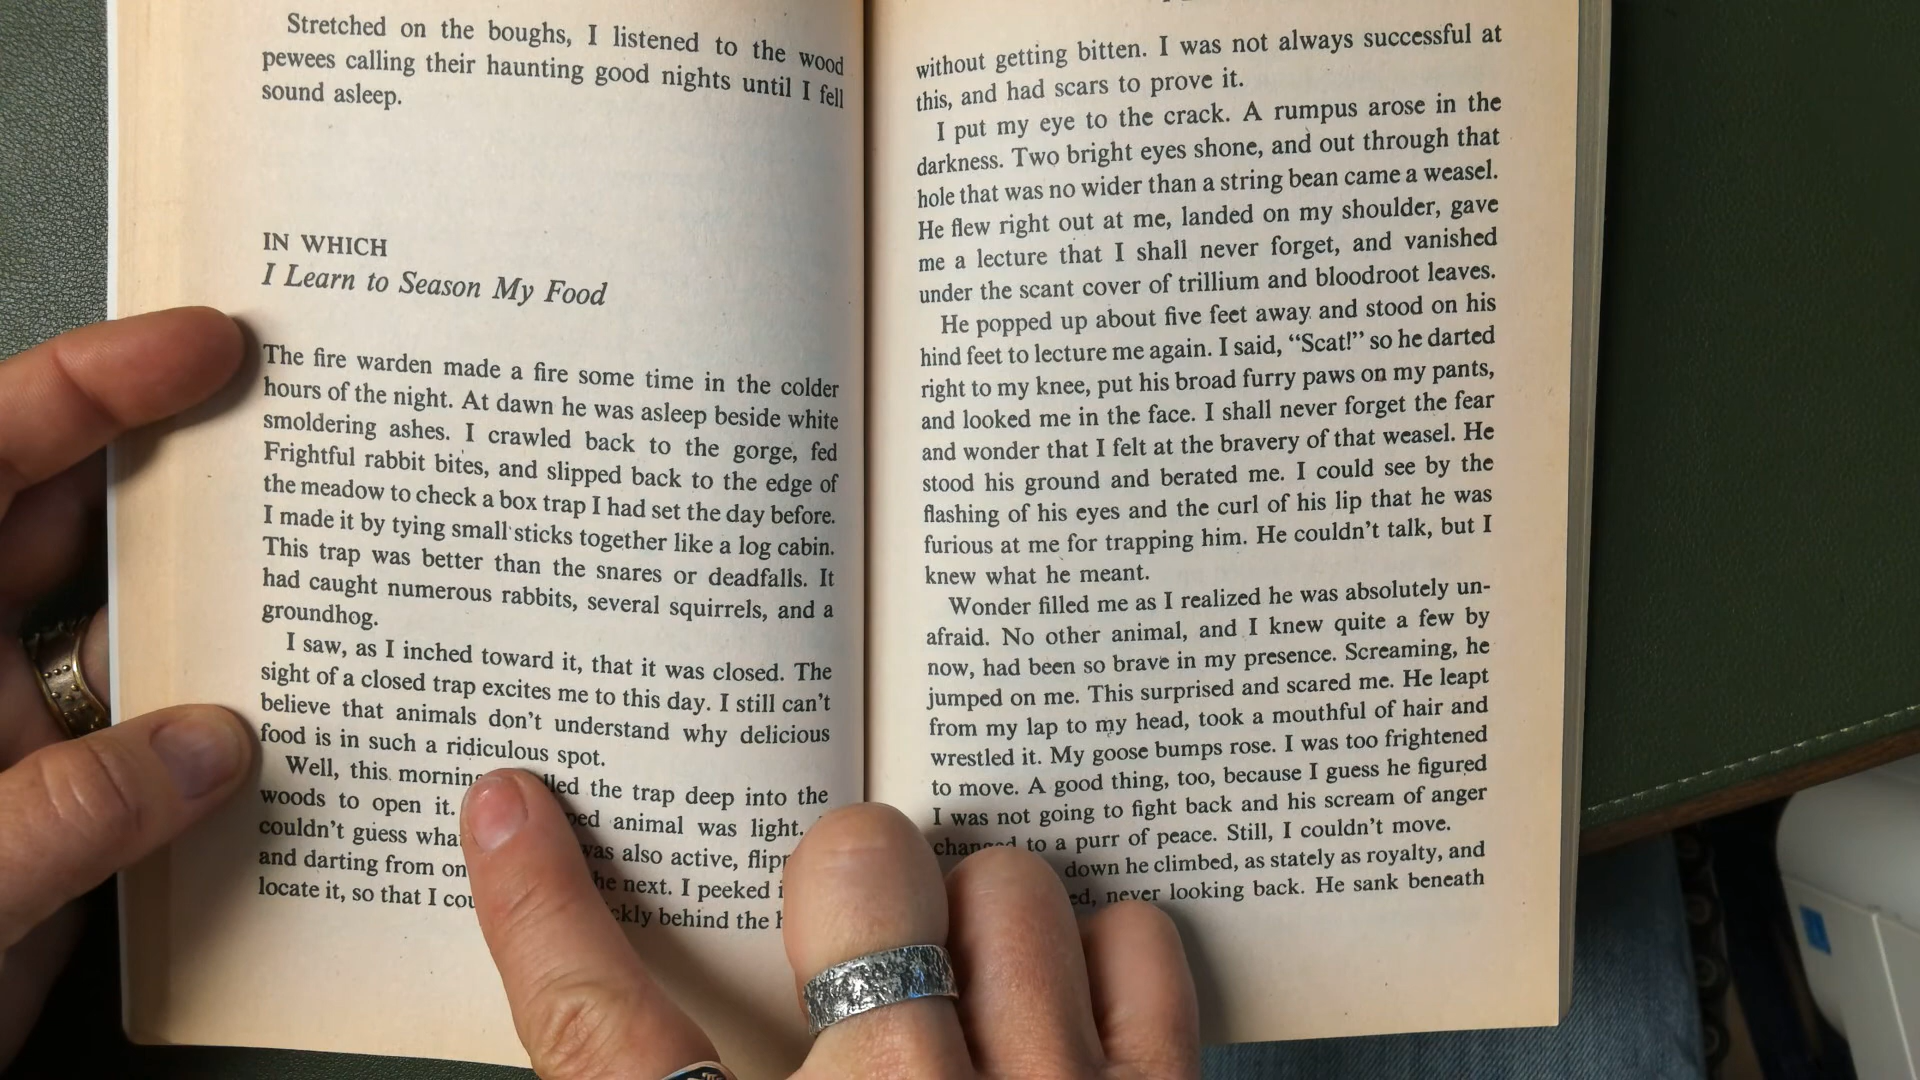 Stretched on the boughs, I listened to the wood
pewees calling their haunting good nights until I fell
sound asleep.
IN WHICH
I Learn to Season My Food
The fire warden made a fire some time in the colder
hours of the night. At dawn he was asleep beside white
smoldering ashes. I crawled back to the gorge, fed
Frightful rabbit bites, and slipped back to the edge of
the meadow to check a box trap I had set the day before.
I made it by tying small sticks together like a log cabin.
This trap was better than the snares or deadfalls. It
had caught numerous rabbits, several squirrels, and a
groundhog.
I saw, as I inched toward it, that it was closed. The
sight of a closed trap excites me to this day. I still can't
believe that animals don't understand why delicious
food is in such a ridiculous spot.
Well, this the trap deep into the
woods to open it. animal was light.
couldn't guess was also active,
and darting from next. I peeked
locate it, so that I behind the
without getting bitten. I was not always successful at
this, and had scars to prove it.
I put my eye to the crack. A rumpus arose in the
darkness. Two bright eyes shone, and out through that
hole that was no wider than a string bean came a weasel.
He flew right out at me, landed on my shoulder, gave
me a lecture that I shall never forget, and vanished
under the scant cover of trillium and bloodroot leaves.
He popped up about five feet away and stood on his
hind feet to lecture me again. I said, "Scat!" so he darted
right to my knee, put his broad furry paws on my pants,
and looked me in the face. I shall never forget the fear
and wonder that I felt at the bravery of that weasel. He
stood his ground and berated me. I could see by the
flashing of his eyes and the curl of his lip that he was
furious at me for trapping him. He couldn't talk, but I
knew what he meant.
Wonder filled me as I realized he was absolutely un-
afraid. No other animal, and I knew quite a few by
now, had been so brave in my presence. Screaming, he
jumped on me. This surprised and scared me. He leapt
from my lap to my head, took a mouthful of hair and
wrestled it. My goose bumps rose. I was too frightened
to move. A good thing, too, because I guess he figured
I was not going to fight back and his scream of anger
changed to a purr of peace. Still, I couldn't move.
down he climbed, as stately as royalty, and
never looking back. He sank beneath